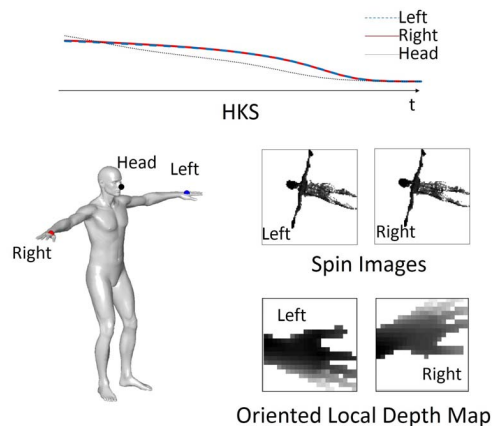 Left
Right
Head
t
HKS
Head
Left
Right
Left
Right
Spin Images
Left
Right
Oriented Local Depth Map